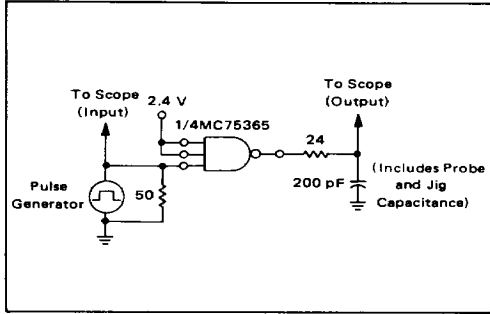 To Scope
(Input)
2.4 V
1/4MC75365
To Scope
(Output)
24
Pulse
Generator
50
200 pF
(Includes Probe
and Jig
Capacitance)